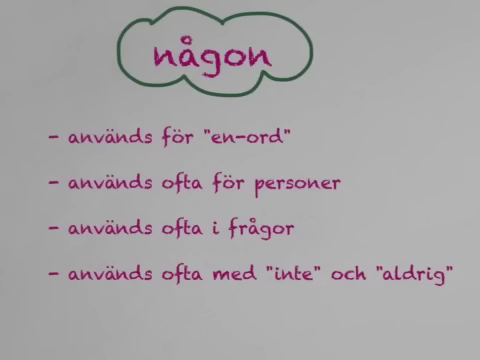 någon
- används för "en-ord"
- används ofta för personer
- används ofta i frågor
- används ofta med "inte" och "aldrig"